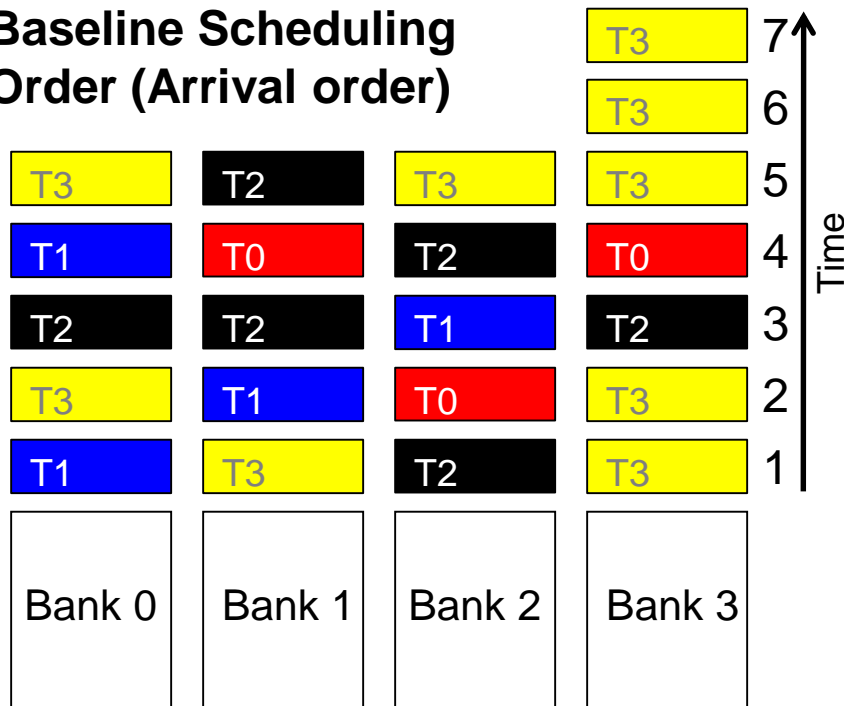 Baseline Scheduling
Order (Arrival order)
T3 7
T3 6
T3 T2 T3 T3 5
T1 T0 T2 T0 4
T2 T2 T1 T2 3
T3 T1 T0 T3 2
T1 T3 T2 T3 1
Time
Bank 0 Bank 1 Bank 2 Bank 3